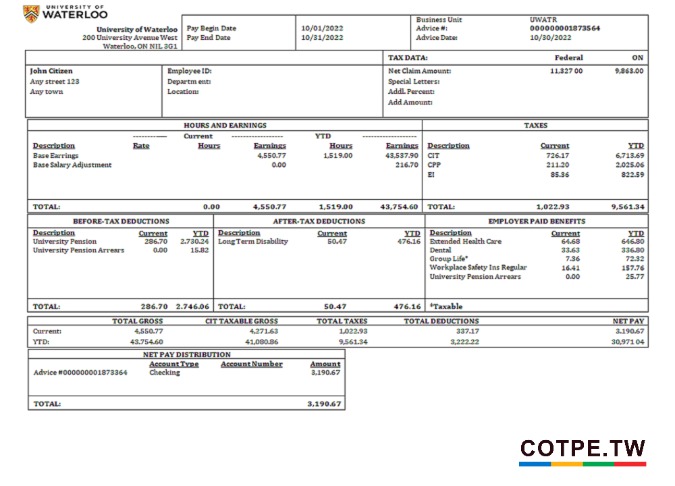 UNIVERSITY OF
WATERLOO
University of Waterloo
200 University Avenue West
Waterloo, ON NIL 3G1
Pay Begin Date 10/01/2022
Pay End Date 10/31/2022
Business Unit UWATR
Advice #: 000000001873564
Advice Date: 10/30/2022
TAX DATA: Federal ON
John Citizen Employee ID: Net Claim Amount: 11,327 00 9,863.00
Any street 123 Department: Special Letters:
Any town Location: Addl. Percent:
Add Amount:
HOURS AND EARNINGS TAXES
------------ Current ------------------ YTD -------------------
Description Rate Hours Earnings Hours Earnings Description Current YTD
Base Earrings 4,550.77 1,519.00 43,537.90 CIT 726.17 6,713.69
Base Salary Adjustment 0.00 216.70 CPP 211.20 2,025.06
EI 85.36 822.59
TOTAL: 0.00 4,550.77 1,519.00 43,754.60 TOTAL: 1,022.93 9,561.34
BEFORE-TAX DEDUCTIONS AFTER-TAX DEDUCTIONS EMPLOYER PAID BENEFITS
Description Current YTD Description Current YTD Description Current YTD
University Pension 286.70 2.730.24 Long Term Disability 50.47 476.16 Extended Health Care 64.68 646.80
University Pension Arrears 0.00 15.82 Dental 33.63 336.80
Group Life* 7.36 72.32
Workplace Safety Ins Regular 16.41 157.76
University Pension Arrears 0.00 25.77
TOTAL: 286.70 2.746.06 TOTAL: 50.47 476.16 *Taxable
TOTAL GROSS CIT TAXABLE GROSS TOTAL TAXES TOTAL DEDUCTIONS NET PAY
Current: 4,550.77 4,271.63 1,022.93 337.17 3,190.67
YTD: 43,754.60 41,080.86 9,561.34 3,222.22 30,971 04
NET PAY DISTRIBUTION
Account Type Account Number Amount
Advice #000000001873364 Checking 3,190.67
TOTAL: 3,190.67
COTPE.TW